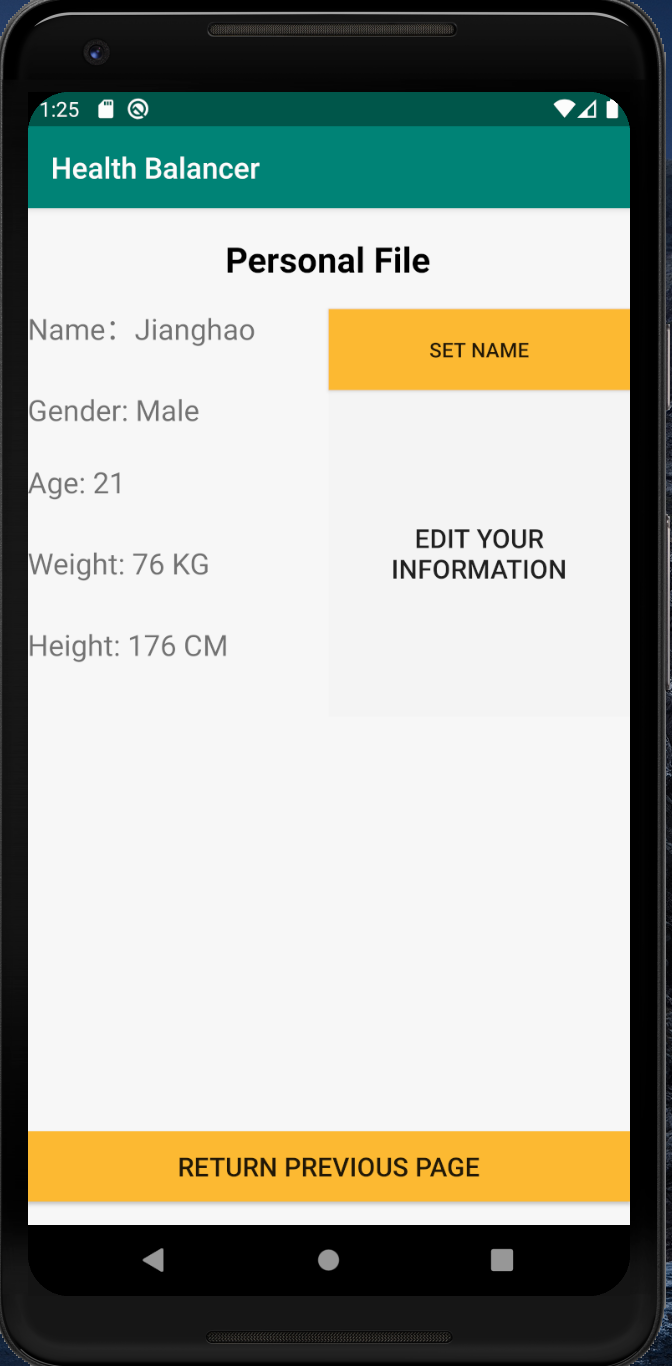 1:25
Health Balancer
Personal File
Name：Jianghao
SET NAME
Gender: Male
Age: 21
EDIT YOUR
INFORMATION
Weight: 76 KG
Height: 176 CM
RETURN PREVIOUS PAGE